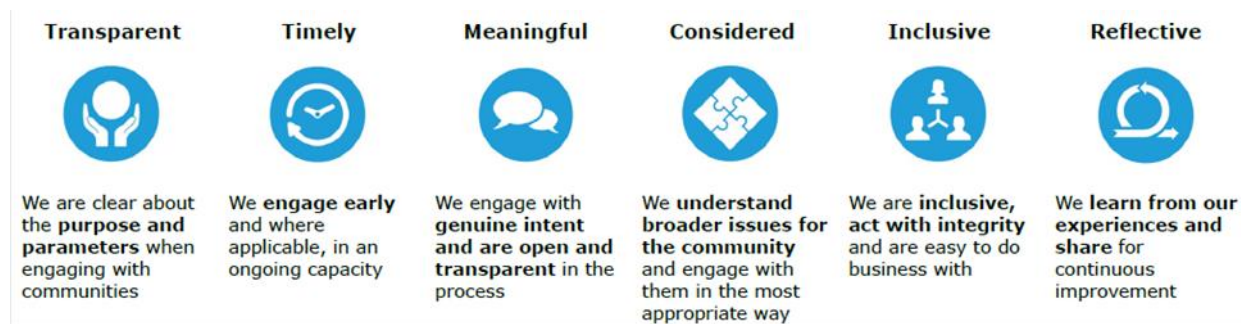 Transparent
We are clear about
the purpose and
parameters when
engaging with
communities
Timely
We engage early
and where
applicable, in an
ongoing capacity
Meaningful
We engage with
genuine intent
and are open and
transparent in the
process
Considered
We understand
broader issues for
the community
and engage with
them in the most
appropriate way
Inclusive
We are inclusive,
act with integrity
and are easy to do
business with
Reflective
We learn from our
experiences and
share for
continuous
improvement